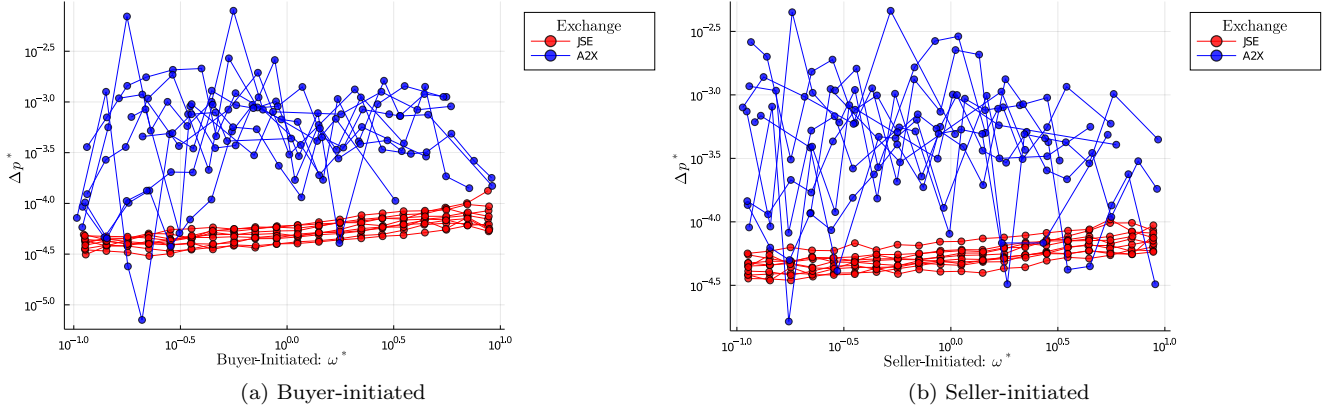 Exchange
JSE
A2X
10^-2.5
10^-3.0
10^-3.5
10^-4.0
10^-4.5
10^-5.0
Δp*
10^-1.0 10^-0.5 10^0.0 10^0.5 10^1.0
Buyer-Initiated: ω*
(a) Buyer-initiated
Exchange
JSE
A2X
10^-2.5
10^-3.0
10^-3.5
10^-4.0
10^-4.5
Δp*
10^-1.0 10^-0.5 10^0.0 10^0.5 10^1.0
Seller-Initiated: ω*
(b) Seller-initiated